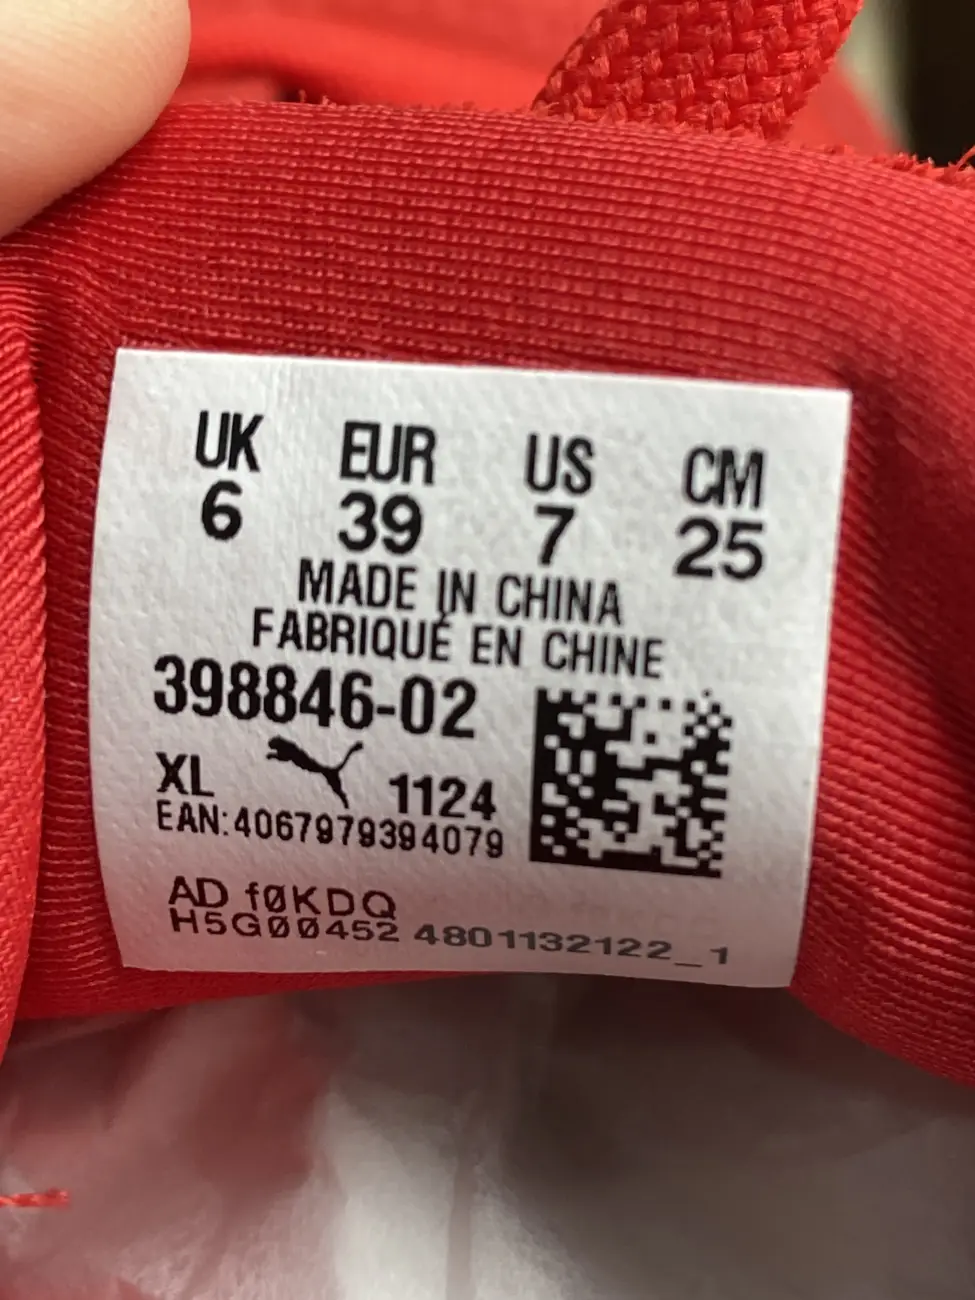 UK EUR US CM
6 39 7 25
MADE IN CHINA
FABRIQUÉ EN CHINE
398846-02
XL 1124
EAN:4067979394079
AD føKDQ
H5G00452 4801132122_1